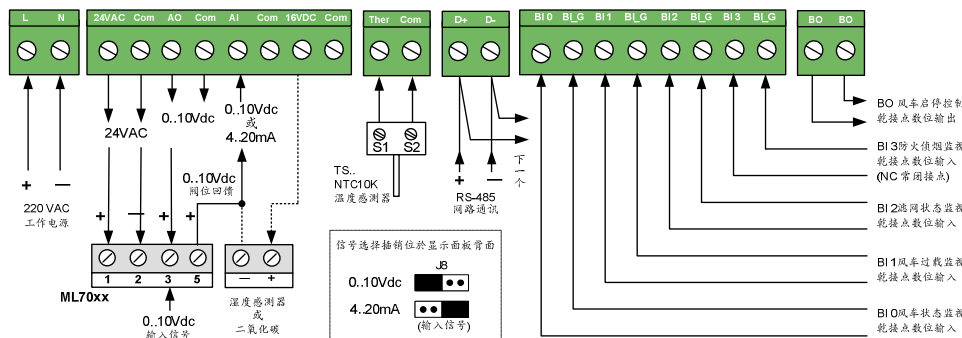 L N
24VAC Com AO Com AI Com 16VDC Com
Ther Com
D+ D-
BI 0 BI_G BI 1 BI_G BI 2 BI_G BI 3 BI_G
BO BO
24VAC
0..10Vdc
0..10Vdc
或
4..20mA
0..10Vdc
阀位回馈
+ —
220 VAC
工作电源
+ — + +
1 2 3 5
ML70xx
0..10Vdc
输入信号
— +
湿度感测器
或
二氧化碳
S1 S2
TS..
NTC10K
温度感测器
+ —
RS-485
网路通讯
下
一
个
信号选择插销位於显示面板背面
J8
0..10Vdc
4..20mA
(输入信号)
BO 风车启停控制
乾接点数位输出
BI 3防火侦烟监视
乾接点数位输入
(NC 常闭接点)
BI 2滤网状态监视
乾接点数位输入
BI 1风车过载监视
乾接点数位输入
BI 0风车状态监视
乾接点数位输入